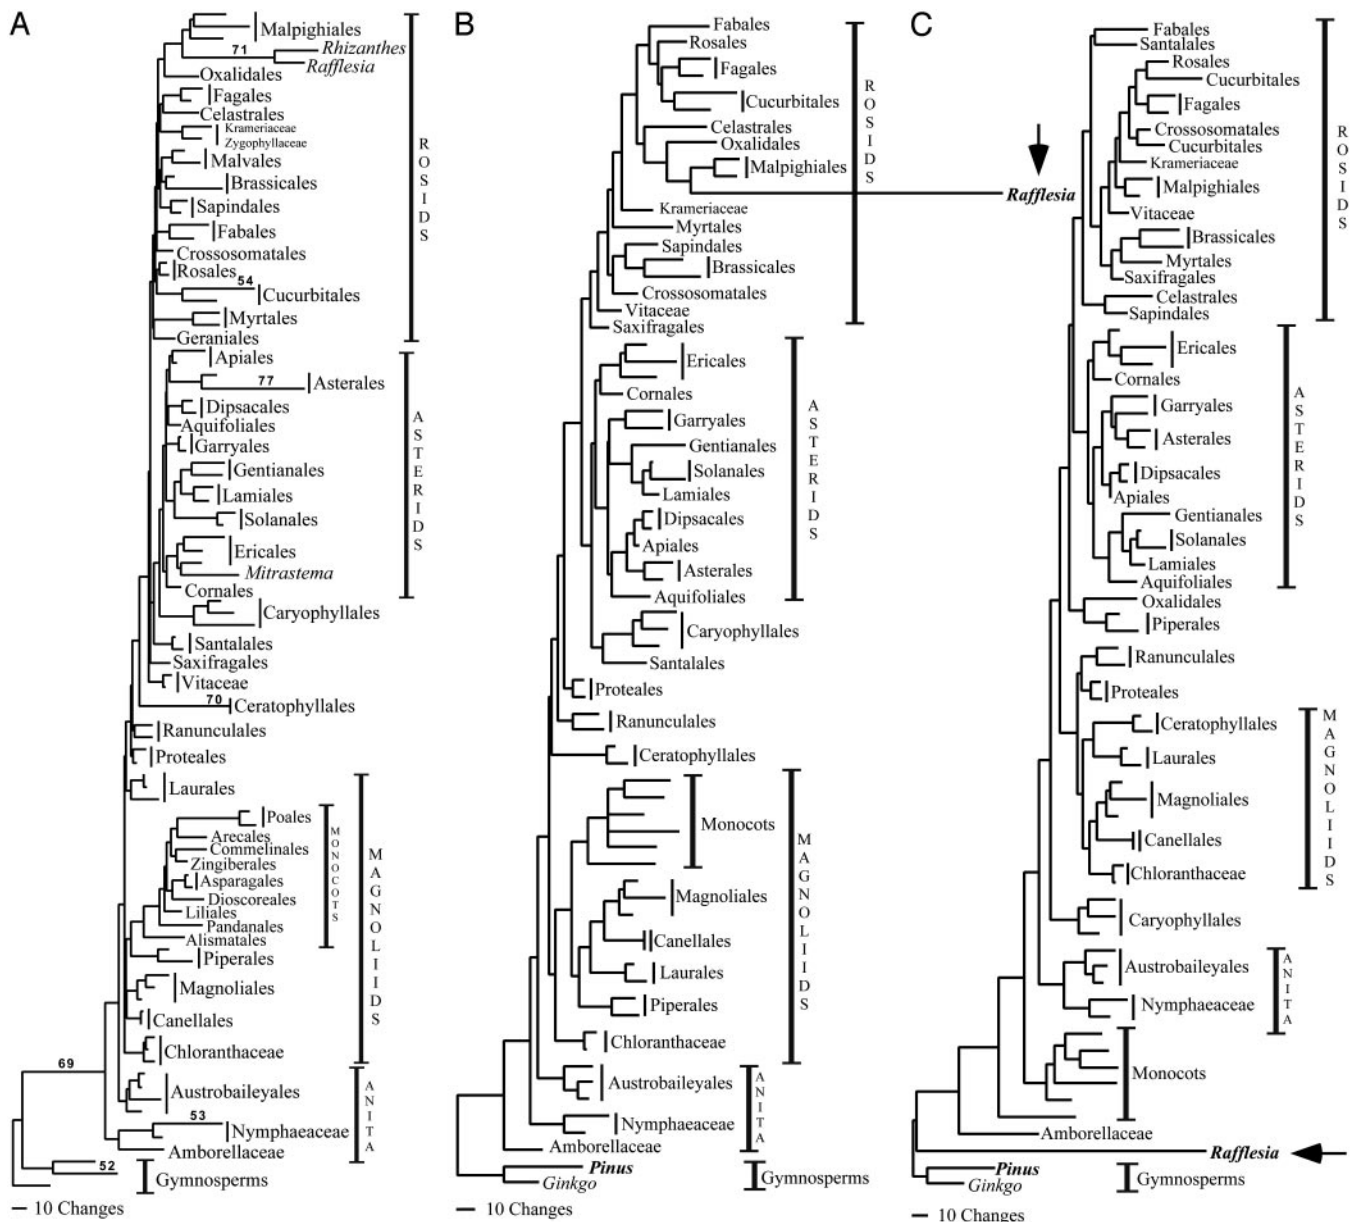 A
Malpighiales
71
Rhizanthes
Rafflesia
Oxalidales
Fagales
Celastrales
Krameriaceae
Zygophyllaceae
Malvales
Brassicales
Sapindales
Fabales
Crossosomatales
Rosales
54
Cucurbitales
Myrtales
Geraniales
ROSIDS
Apiales
77
Asterales
Dipsacales
Aquifoliales
Garryales
Gentianales
Lamiales
Solanales
Ericales
Mitrastema
Cornales
ASTERIDS
Caryophyllales
Santalales
Saxifragales
Vitaceae
70
Ceratophyllales
Ranunculales
Proteales
Laurales
Poales
Arecales
Commelinales
Zingiberales
Asparagales
Dioscoreales
Liliales
Pandanales
Alismatales
MONOCOTS
Piperales
Magnoliales
Canellales
Chloranthaceae
MAGNOLIIDS
69
Austrobaileyales
53
Nymphaeaceae
Amborellaceae
ANITA
52
Gymnosperms
10 Changes
B
Fabales
Rosales
Fagales
Cucurbitales
Celastrales
Oxalidales
Malpighiales
Rafflesia
Krameriaceae
Myrtales
Sapindales
Brassicales
Crossosomatales
Vitaceae
Saxifragales
ROSIDS
Ericales
Cornales
Garryales
Gentianales
Solanales
Lamiales
Dipsacales
Apiales
Asterales
Aquifoliales
ASTERIDS
Caryophyllales
Santalales
Proteales
Ranunculales
Ceratophyllales
Monocots
Magnoliales
Canellales
Laurales
Piperales
Chloranthaceae
MAGNOLIIDS
Austrobaileyales
Nymphaeaceae
Amborellaceae
ANITA
Pinus
Ginkgo
Gymnosperms
10 Changes
C
Fabales
Santalales
Rosales
Cucurbitales
Fagales
Crossosomatales
Cucurbitales
Krameriaceae
Malpighiales
Vitaceae
Brassicales
Myrtales
Saxifragales
Celastrales
Sapindales
ROSIDS
Ericales
Cornales
Garryales
Asterales
Dipsacales
Apiales
Gentianales
Solanales
Lamiales
Aquifoliales
ASTERIDS
Oxalidales
Piperales
Ranunculales
Proteales
Ceratophyllales
Laurales
Magnoliales
Canellales
Chloranthaceae
MAGNOLIIDS
Caryophyllales
Austrobaileyales
Nymphaeaceae
ANITA
Monocots
Amborellaceae
Rafflesia
Pinus
Ginkgo
Gymnosperms
10 Changes